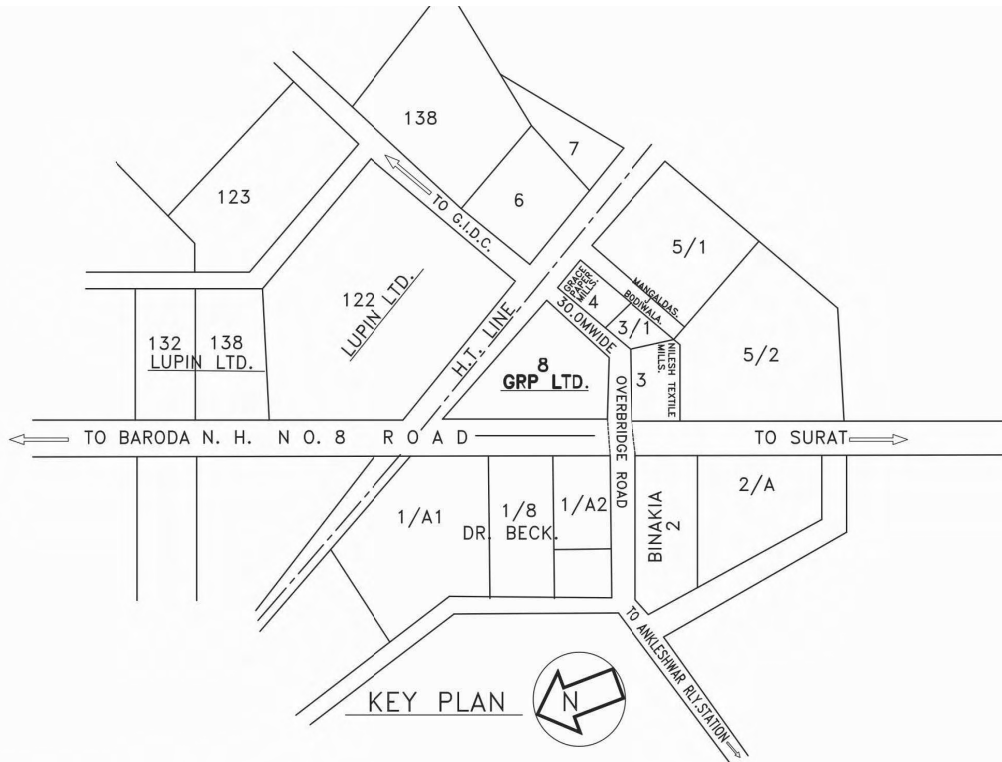 138
7
123
6
TO G.I.D.C.
5/1
122
LUPIN LTD.
H.T. LINE
GRACE
PAPER
MILL
4
MANGALDAS.
BODIWALA.
30.0MWIDE
3/1
132
138
LUPIN LTD.
8
GRP LTD.
OVERBRIDGE ROAD
3
NILESH TEXTILE
MILLS.
5/2
TO BARODA N. H. NO.8 ROAD
TO SURAT
1/A1
1/8
1/A2
DR. BECK.
BINAKIA
2
2/A
TO ANKLESHWAR RLY.STATION
KEY PLAN
N